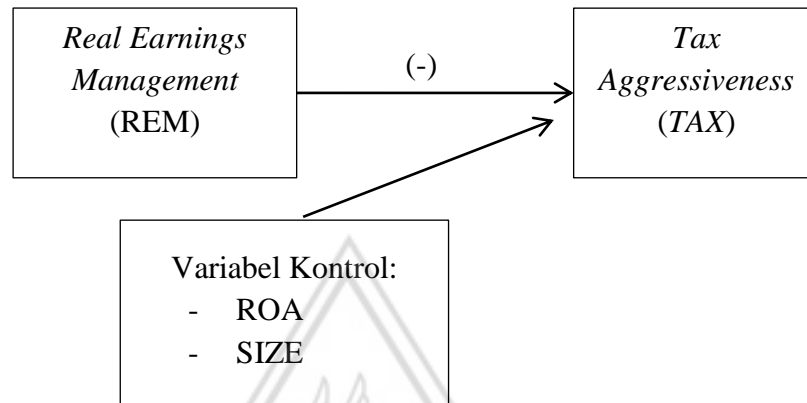 Real Earnings
Management
(REM)
(-)
Tax
Aggressiveness
(TAX)
Variabel Kontrol:
- ROA
- SIZE